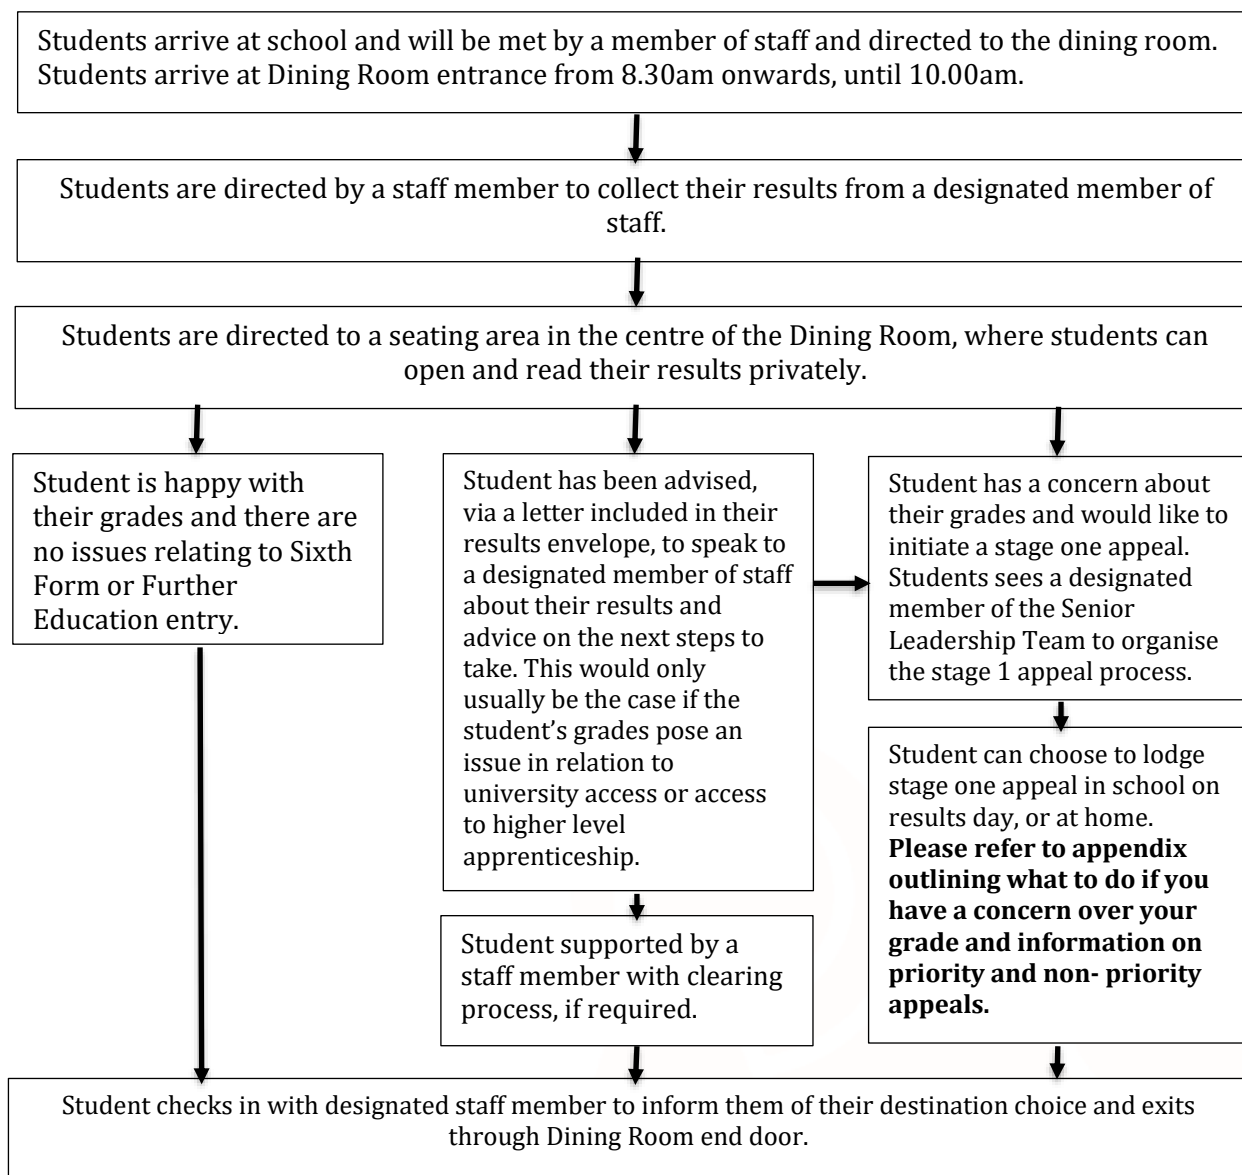 Students arrive at school and will be met by a member of staff and directed to the dining room.
Students arrive at Dining Room entrance from 8.30am onwards, until 10.00am.
Students are directed by a staff member to collect their results from a designated member of
staff.
Students are directed to a seating area in the centre of the Dining Room, where students can
open and read their results privately.
Student is happy with
their grades and there are
no issues relating to Sixth
Form or Further
Education entry.
Student has been advised,
via a letter included in their
results envelope, to speak to
a designated member of staff
about their results and
advice on the next steps to
take. This would only
usually be the case if the
student’s grades pose an
issue in relation to
university access or access
to higher level
apprenticeship.
Student supported by a
staff member with clearing
process, if required.
Student has a concern about
their grades and would like to
initiate a stage one appeal.
Students sees a designated
member of the Senior
Leadership Team to organise
the stage 1 appeal process.
Student can choose to lodge
stage one appeal in school on
results day, or at home.
Please refer to appendix
outlining what to do if you
have a concern over your
grade and information on
priority and non- priority
appeals.
Student checks in with designated staff member to inform them of their destination choice and exits
through Dining Room end door.